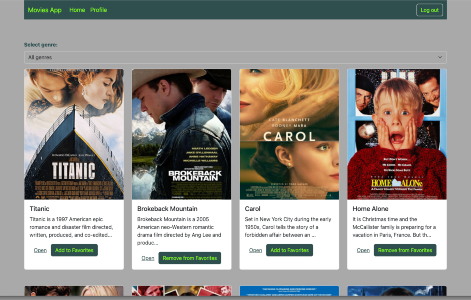 Movies App Home Profile Log out
Select genre:
All genres
TITANIC
BROKEBACK
MOUNTAIN
CATE BLANCHETT
ROONEY MARA
CAROL
HOME ALONe
Titanic
Titanic is a 1997 American epic
romance and disaster film directed,
written, produced, and co-edited...
Open Add to Favorites
Brokeback Mountain
Brokeback Mountain is a 2005
American neo-Western romantic
drama film directed by Ang Lee and
produc...
Open Remove from Favorites
Carol
Set in New York City during the early
1950s, Carol tells the story of a
forbidden affair between an ...
Open Add to Favorites
Home Alone
It is Christmas time and the
McCallister family is preparing for a
vacation in Paris, France. But th...
Open Remove from Favorites